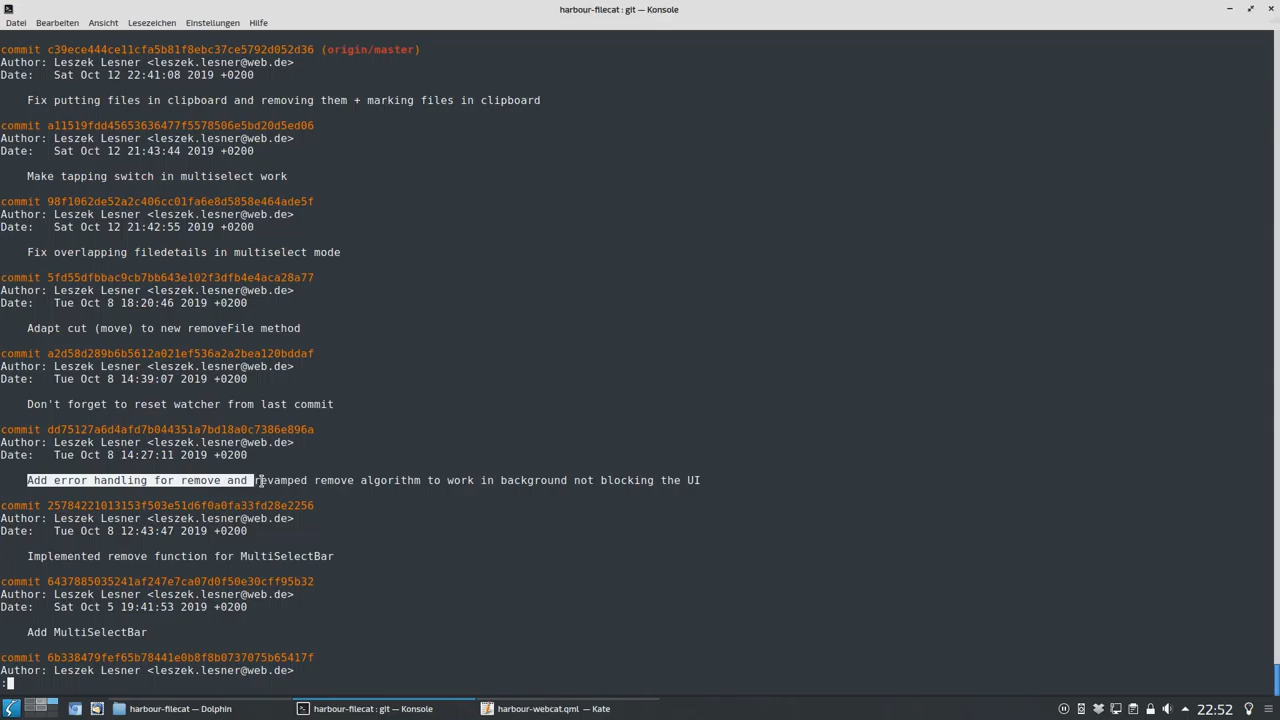 harbour-filecat : git — Konsole
Datei Bearbeiten Ansicht Lesezeichen Einstellungen Hilfe
commit c39ece444ce11cfa5b81f8ebc37ce5792d052d36 (origin/master)
Author: Leszek Lesner <leszek.lesner@web.de>
Date:   Sat Oct 12 22:41:08 2019 +0200
Fix putting files in clipboard and removing them + marking files in clipboard
commit a11519fdd45653636477f5578506e5bd20d5ed06
Author: Leszek Lesner <leszek.lesner@web.de>
Date:   Sat Oct 12 21:43:44 2019 +0200
Make tapping switch in multiselect work
commit 98f1062de52a2c406cc01fa6e8d5858e464ade5f
Author: Leszek Lesner <leszek.lesner@web.de>
Date:   Sat Oct 12 21:42:55 2019 +0200
Fix overlapping filedetails in multiselect mode
commit 5fd55dfbbac9cb7bb643e102f3dfb4e4aca28a77
Author: Leszek Lesner <leszek.lesner@web.de>
Date:   Tue Oct 8 18:20:46 2019 +0200
Adapt cut (move) to new removeFile method
commit a2d58d289b6b5612a021ef536a2a2bea120bddaf
Author: Leszek Lesner <leszek.lesner@web.de>
Date:   Tue Oct 8 14:39:07 2019 +0200
Don't forget to reset watcher from last commit
commit dd75127a6d4afd7b044351a7bd18a0c7386e896a
Author: Leszek Lesner <leszek.lesner@web.de>
Date:   Tue Oct 8 14:27:11 2019 +0200
Add error handling for remove and revamped remove algorithm to work in background not blocking the UI
commit 25784221013153f503e51d6f0a0fa33fd28e2256
Author: Leszek Lesner <leszek.lesner@web.de>
Date:   Tue Oct 8 12:43:47 2019 +0200
Implemented remove function for MultiSelectBar
commit 6437885035241af247e7ca07d0f50e30cff95b32
Author: Leszek Lesner <leszek.lesner@web.de>
Date:   Sat Oct 5 19:41:53 2019 +0200
Add MultiSelectBar
commit 6b338479fef65b78441e0b8f8b0737075b65417f
Author: Leszek Lesner <leszek.lesner@web.de>
:
harbour-filecat — Dolphin harbour-filecat : git — Konsole harbour-webcat.qml — Kate 22:52